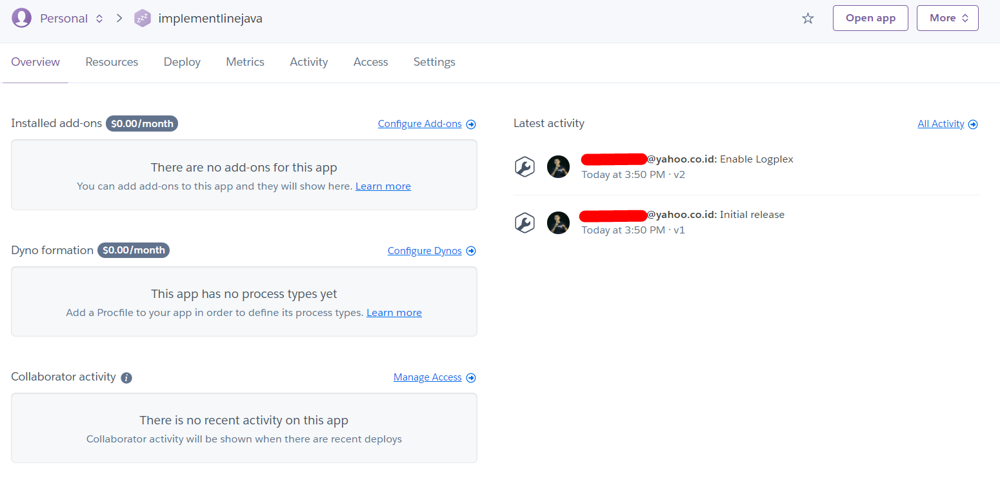 Personal
implementlinejava
Open app
More
Overview
Resources
Deploy
Metrics
Activity
Access
Settings
Installed add-ons $0.00/month
Configure Add-ons
There are no add-ons for this app
You can add add-ons to this app and they will show here. Learn more
Dyno formation $0.00/month
Configure Dynos
This app has no process types yet
Add a Procfile to your app in order to define its process types. Learn more
Collaborator activity i
Manage Access
There is no recent activity on this app
Collaborator activity will be shown when there are recent deploys
Latest activity
All Activity
@yahoo.co.id: Enable Logplex
Today at 3:50 PM · v2
@yahoo.co.id: Initial release
Today at 3:50 PM · v1